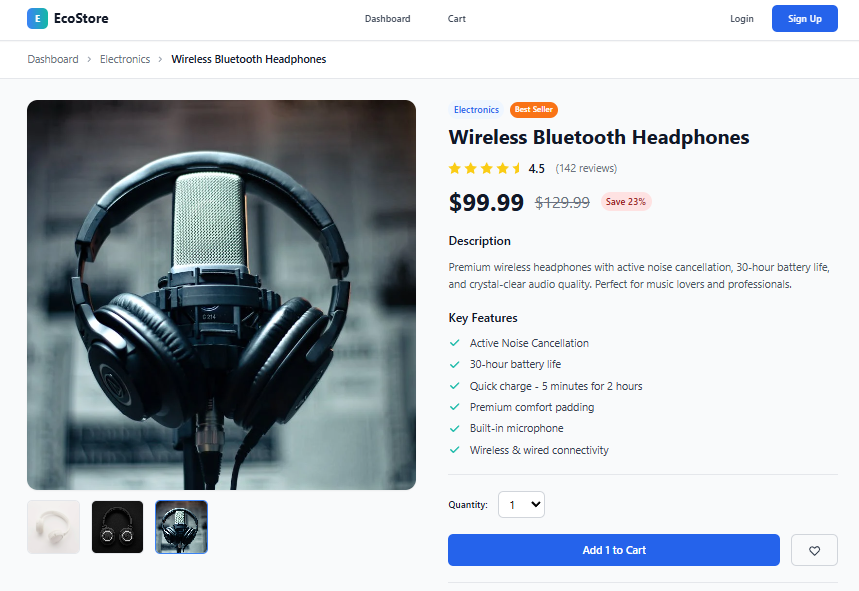 E EcoStore Dashboard Cart Login Sign Up
Dashboard > Electronics > Wireless Bluetooth Headphones
Electronics Best Seller
Wireless Bluetooth Headphones
4.5 (142 reviews)
$99.99 $129.99 Save 23%
Description
Premium wireless headphones with active noise cancellation, 30-hour battery life,
and crystal-clear audio quality. Perfect for music lovers and professionals.
Key Features
Active Noise Cancellation
30-hour battery life
Quick charge - 5 minutes for 2 hours
Premium comfort padding
Built-in microphone
Wireless & wired connectivity
Quantity: 1
Add 1 to Cart